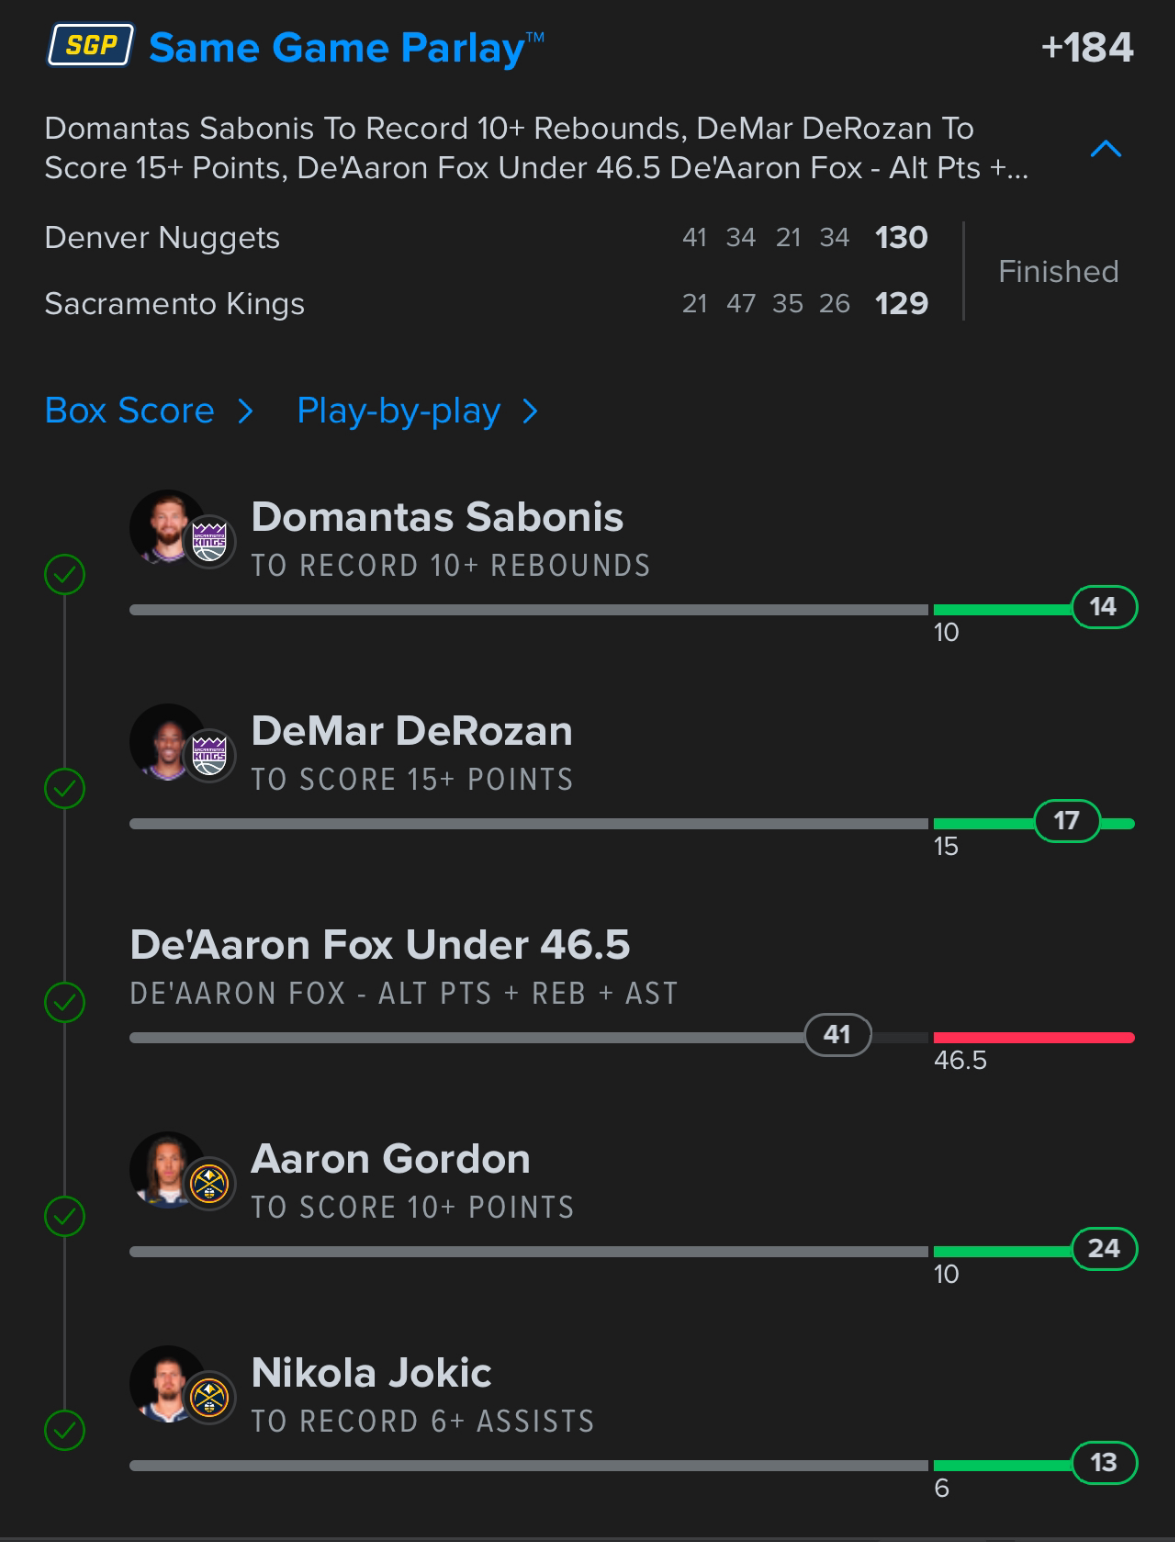 SGP Same Game Parlay™ +184
Domantas Sabonis To Record 10+ Rebounds, DeMar DeRozan To
Score 15+ Points, De'Aaron Fox Under 46.5 De'Aaron Fox - Alt Pts +...
Denver Nuggets 41 34 21 34 130
Finished
Sacramento Kings 21 47 35 26 129
Box Score > Play-by-play >
Domantas Sabonis
KINGS
TO RECORD 10+ REBOUNDS
14
10
DeMar DeRozan
KINGS
TO SCORE 15+ POINTS
17
15
De'Aaron Fox Under 46.5
DE'AARON FOX - ALT PTS + REB + AST
41
46.5
Aaron Gordon
TO SCORE 10+ POINTS
24
10
Nikola Jokic
TO RECORD 6+ ASSISTS
13
6